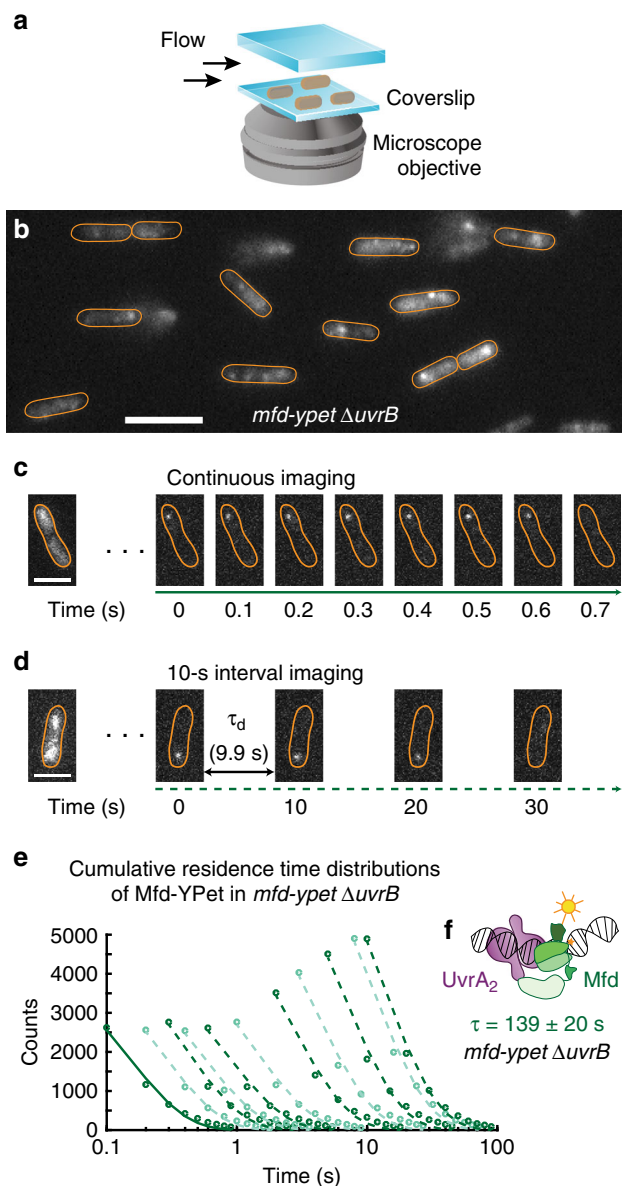 a
Flow
Coverslip
Microscope
objective
b
mfd-ypet ΔuvrB
c
Continuous imaging
. . .
Time (s)
0 0.1 0.2 0.3 0.4 0.5 0.6 0.7
d
10-s interval imaging
. . .
τd
(9.9 s)
Time (s)
0 10 20 30
e
Cumulative residence time distributions
of Mfd-YPet in mfd-ypet ΔuvrB
Counts
5000
4000
3000
2000
1000
0
0.1 1 10 100
Time (s)
f
UvrA2
Mfd
τ = 139 ± 20 s
mfd-ypet ΔuvrB